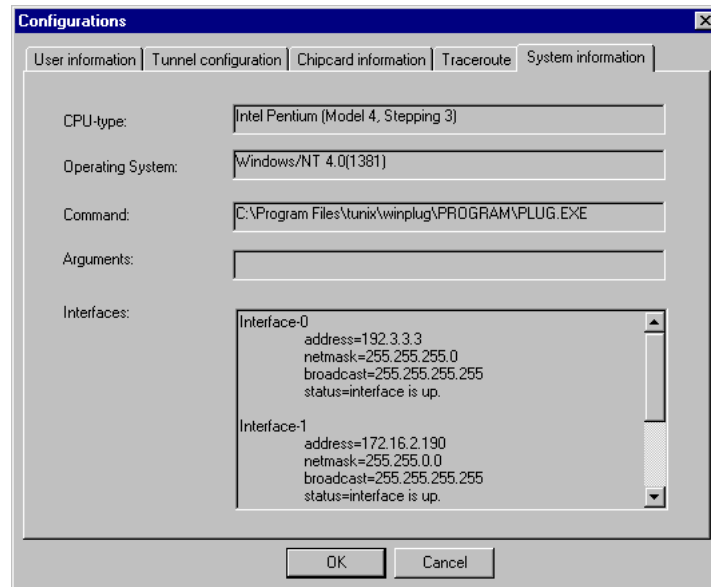 Configurations
User information
Tunnel configuration
Chipcard information
Traceroute
System information
CPU-type:
Intel Pentium (Model 4, Stepping 3)
Operating System:
Windows/NT 4.0(1381)
Command:
C:\Program Files\tunix\winplug\PROGRAM\PLUG.EXE
Arguments:
Interfaces:
Interface-0
address=192.3.3.3
netmask=255.255.255.0
broadcast=255.255.255.255
status=interface is up.
Interface-1
address=172.16.2.190
netmask=255.255.0.0
broadcast=255.255.255.255
status=interface is up.
OK
Cancel